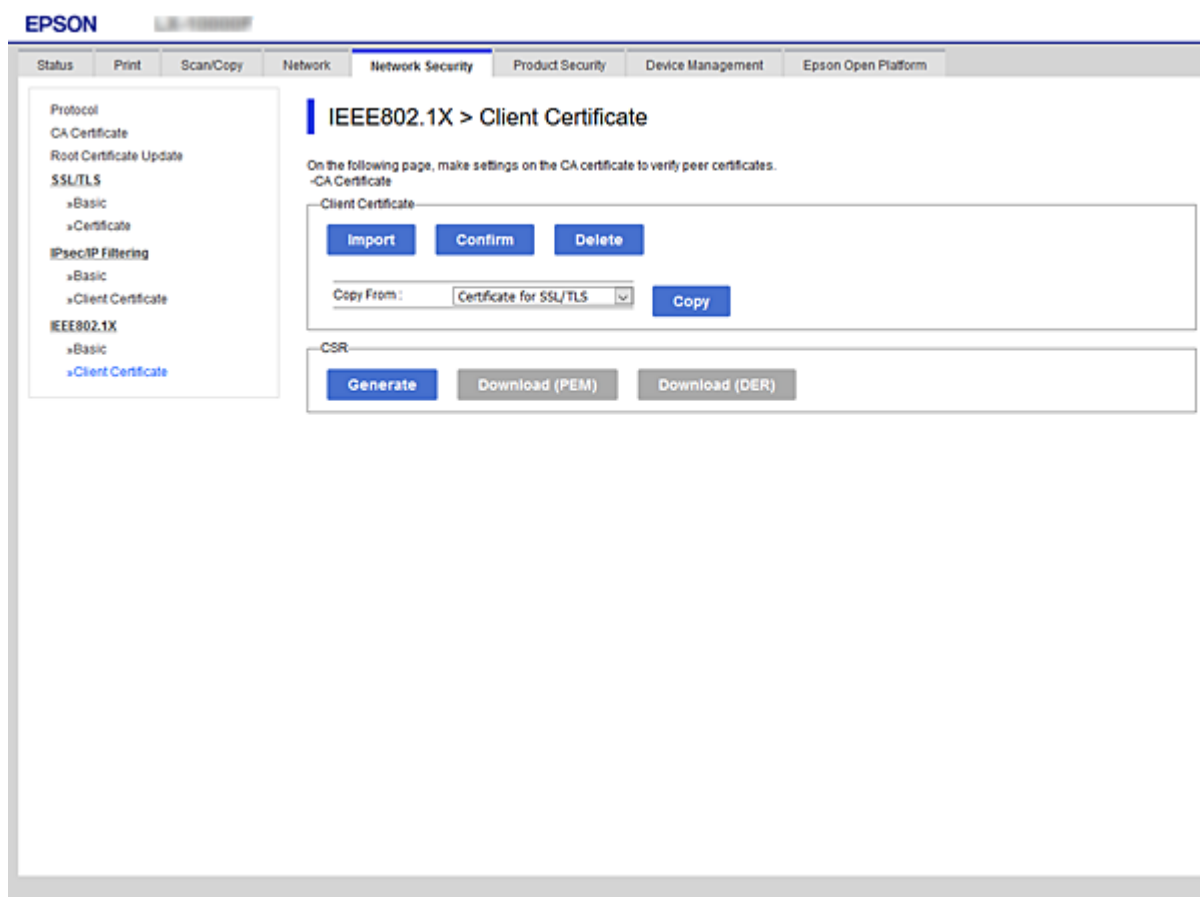 EPSON
Status Print Scan/Copy Network Network Security Product Security Device Management Epson Open Platform
Protocol
CA Certificate
Root Certificate Update
SSL/TLS
»Basic
»Certificate
IPsec/IP Filtering
»Basic
»Client Certificate
IEEE802.1X
»Basic
»Client Certificate
IEEE802.1X > Client Certificate
On the following page, make settings on the CA certificate to verify peer certificates.
-CA Certificate
Client Certificate
Import Confirm Delete
Copy From : Certificate for SSL/TLS Copy
CSR
Generate Download (PEM) Download (DER)